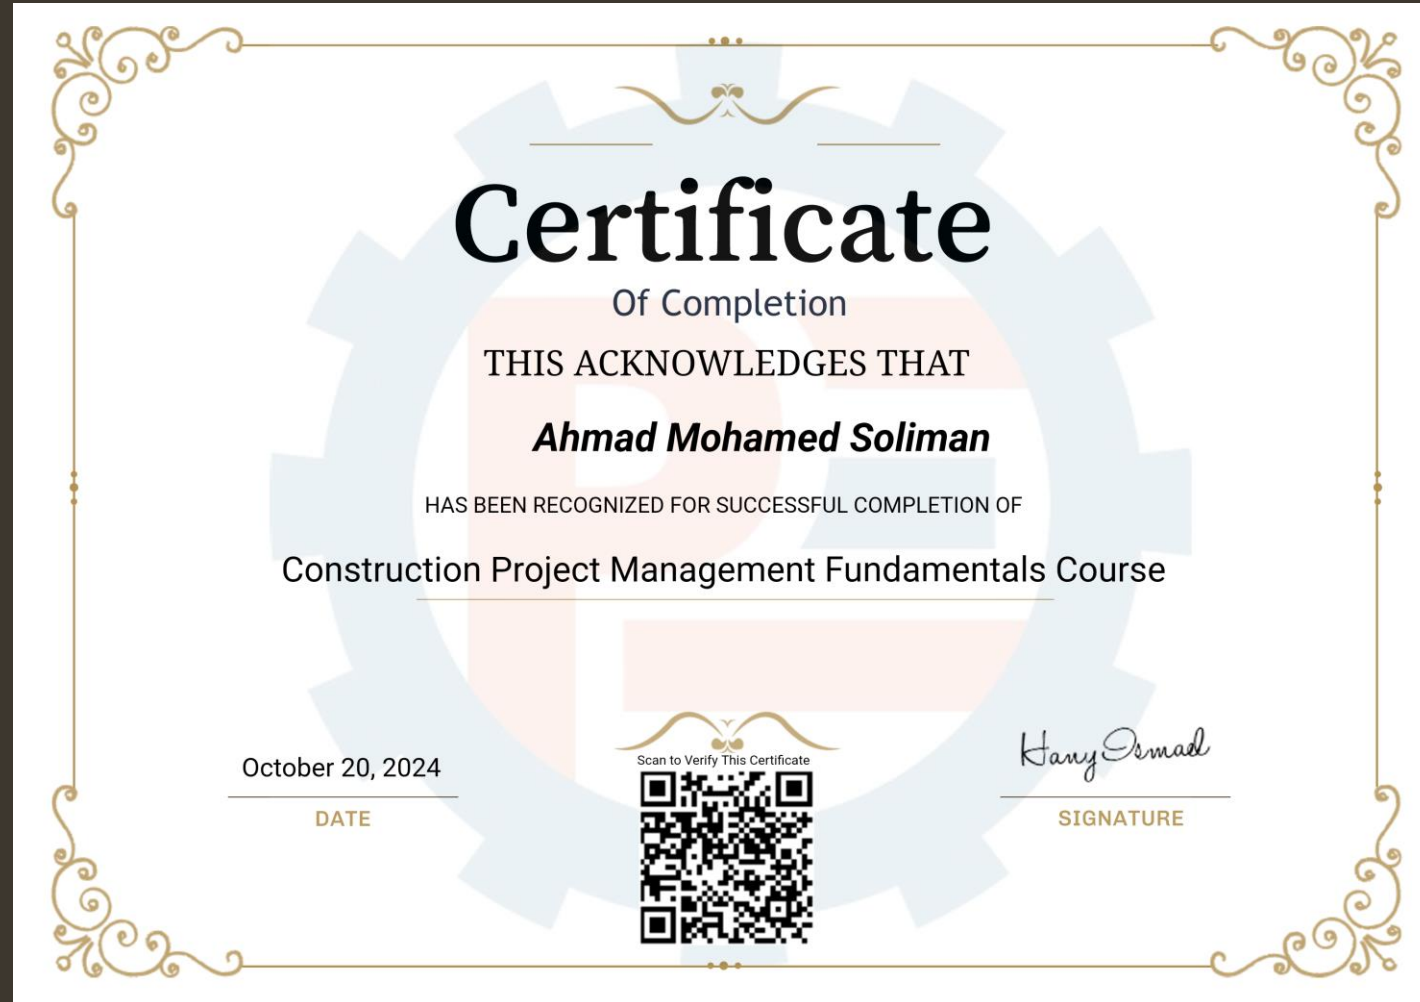 Certificate
Of Completion
THIS ACKNOWLEDGES THAT
Ahmad Mohamed Soliman
HAS BEEN RECOGNIZED FOR SUCCESSFUL COMPLETION OF
Construction Project Management Fundamentals Course
Scan to Verify This Certificate
October 20, 2024
Hany Osmael
DATE
SIGNATURE